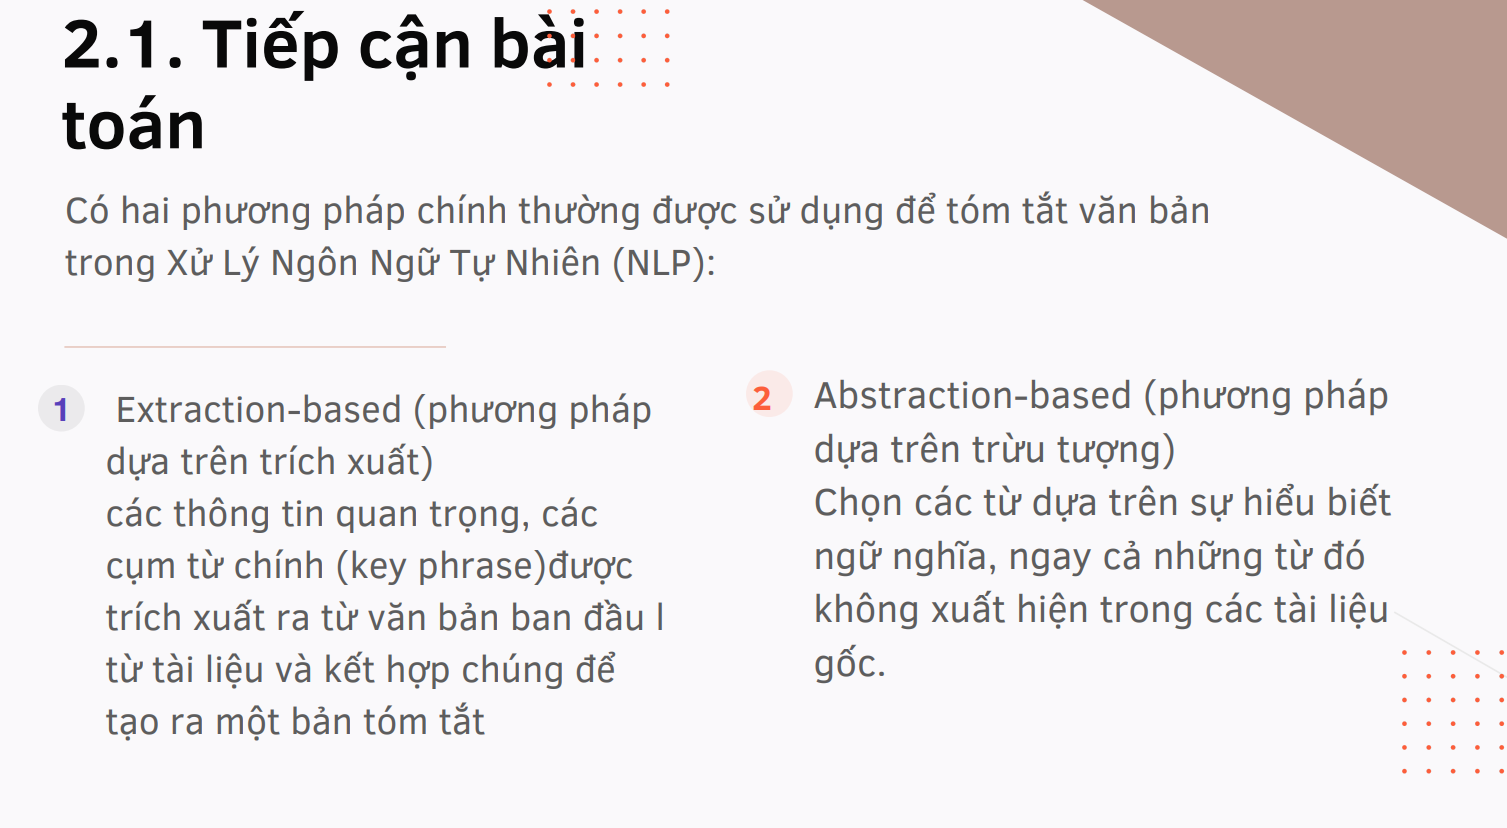 2.1. Tiếp cận bài
toán
Có hai phương pháp chính thường được sử dụng để tóm tắt văn bản
trong Xử Lý Ngôn Ngữ Tự Nhiên (NLP):
1 Extraction-based (phương pháp
dựa trên trích xuất)
các thông tin quan trọng, các
cụm từ chính (key phrase)được
trích xuất ra từ văn bản ban đầu l
từ tài liệu và kết hợp chúng để
tạo ra một bản tóm tắt
2 Abstraction-based (phương pháp
dựa trên trừu tượng)
Chọn các từ dựa trên sự hiểu biết
ngữ nghĩa, ngay cả những từ đó
không xuất hiện trong các tài liệu
gốc.